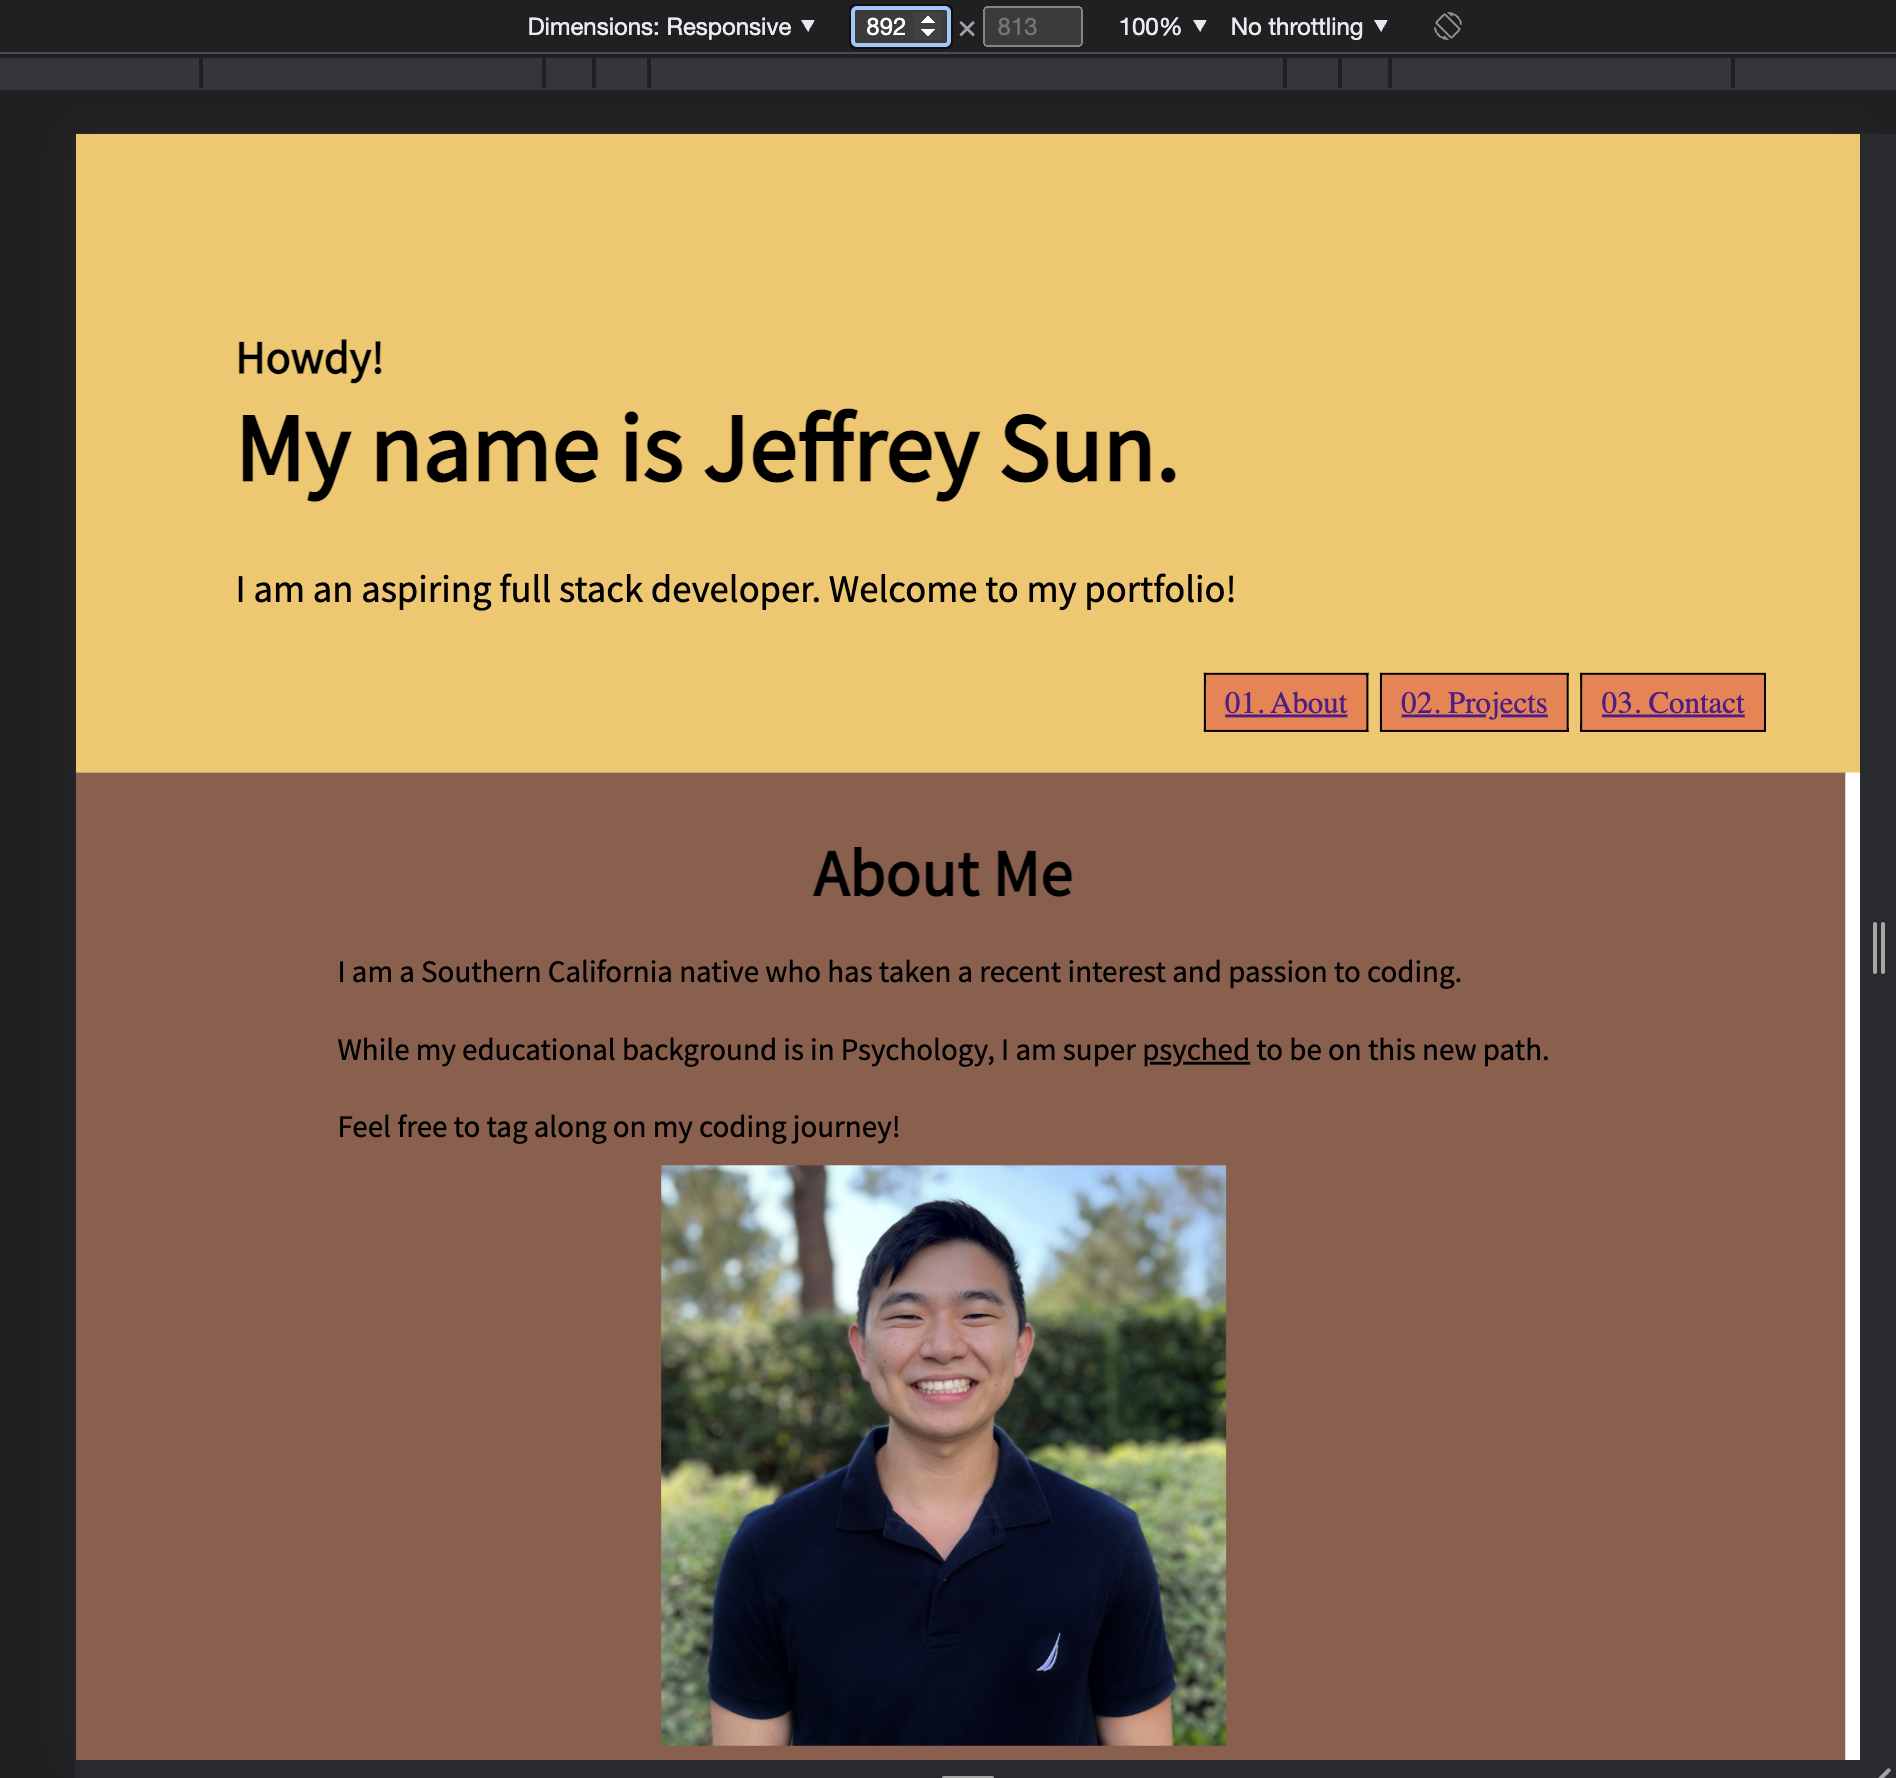 Dimensions: Responsive ▼ 892 × 813 100% ▼ No throttling ▼
Howdy!
My name is Jeffrey Sun.
I am an aspiring full stack developer. Welcome to my portfolio!
01. About 02. Projects 03. Contact
About Me
I am a Southern California native who has taken a recent interest and passion to coding.
While my educational background is in Psychology, I am super psyched to be on this new path.
Feel free to tag along on my coding journey!